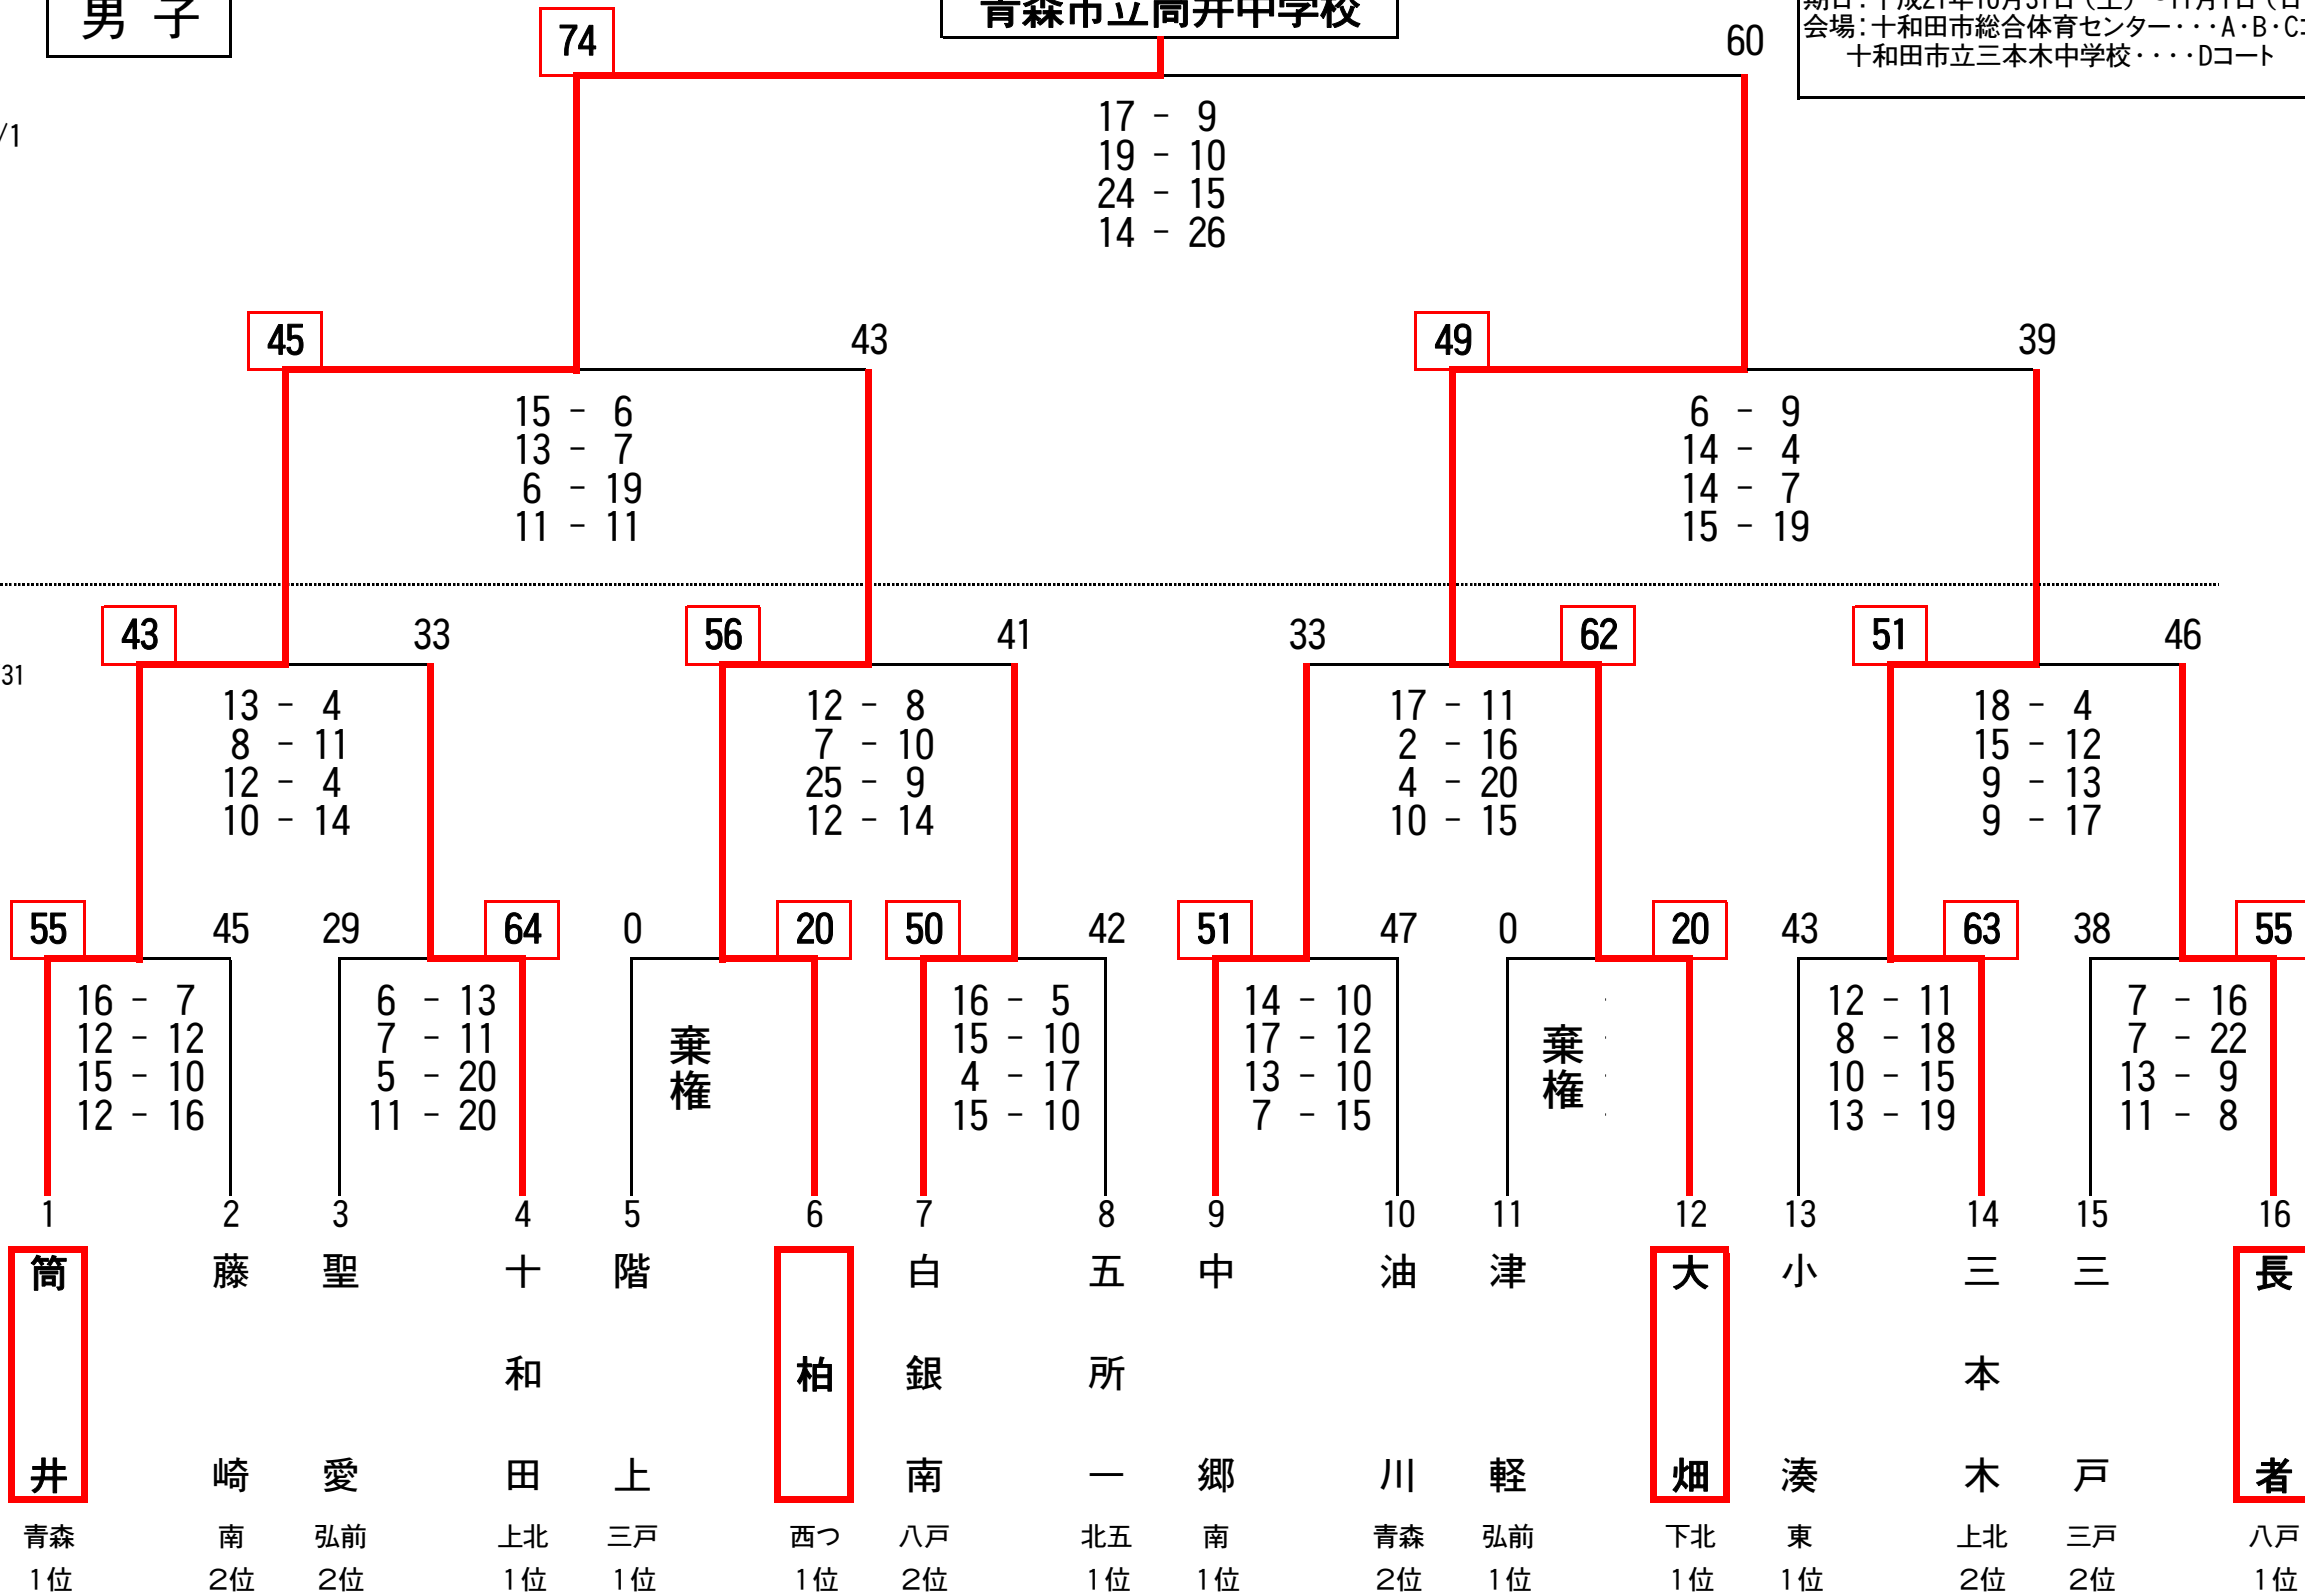 男 子
青森市立筒井中学校
期日：平成21年10月31日（土）～11月1日（日
会場：十和田市総合体育センター・・・A・B・Cコ
十和田市立三本木中学校・・・・Dコート
74
60
/1
17 - 9
19 - 10
24 - 15
14 - 26
45 43 49 39
15 - 6 6 - 9
13 - 7 14 - 4
6 - 19 14 - 7
11 - 11 15 - 19
43 33 56 41 33 62 51 46
31
13 - 4 12 - 8 17 - 11 18 - 4
8 - 11 7 - 10 2 - 16 15 - 12
12 - 4 25 - 9 4 - 20 9 - 13
10 - 14 12 - 14 10 - 15 9 - 17
55 45 29 64 0 20 50 42 51 47 0 20 43 63 38 55
16 - 7 6 - 13 16 - 5 14 - 10 12 - 11 7 - 16
12 - 12 7 - 11 15 - 10 17 - 12 8 - 18 7 - 22
15 - 10 5 - 20 4 - 17 13 - 10 10 - 15 13 - 9
12 - 16 11 - 20 15 - 10 7 - 15 13 - 19 11 - 8
棄権
棄権
1 2 3 4 5 6 7 8 9 10 11 12 13 14 15 16
筒井
藤崎
聖愛
十和田
階上
柏
白銀南
五所一
中郷
油川
津軽
大畑
小湊
三本木
三戸
長者
青森 南 弘前 上北 三戸 西つ 八戸 北五 南 青森 弘前 下北 東 上北 三戸 八戸
1位 2位 2位 1位 1位 1位 2位 1位 1位 2位 1位 1位 1位 2位 2位 1位